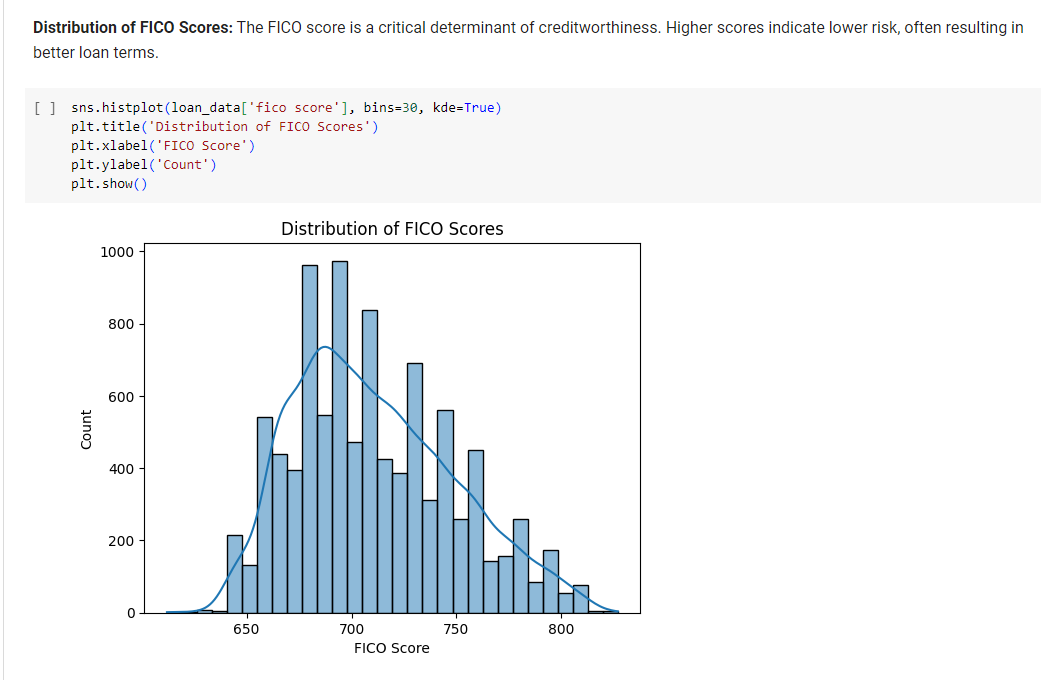 Distribution of FICO Scores: The FICO score is a critical determinant of creditworthiness. Higher scores indicate lower risk, often resulting in
better loan terms.
[ ] sns.histplot(loan_data['fico score'], bins=30, kde=True)
plt.title('Distribution of FICO Scores')
plt.xlabel('FICO Score')
plt.ylabel('Count')
plt.show()
Distribution of FICO Scores
1000
800
600
400
200
0
Count
650 700 750 800
FICO Score